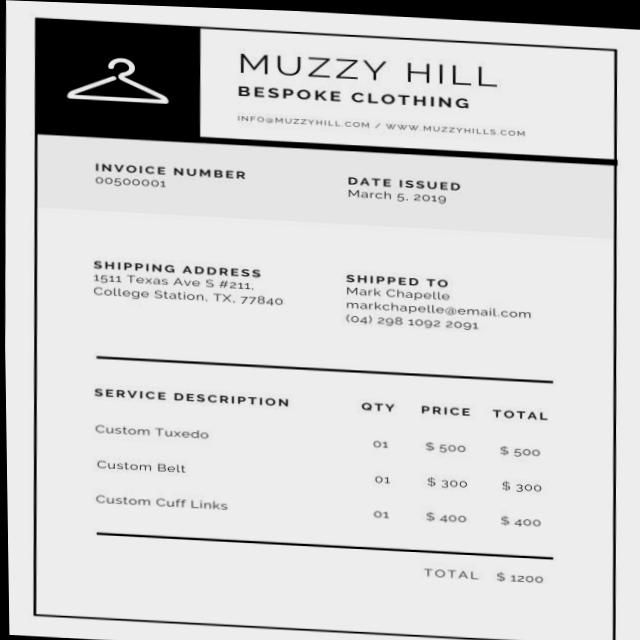 MUZZY HILL
BESPOKE CLOTHING
INFO@MUZZYHILL.COM / WWW.MUZZYHILLS.COM
INVOICE NUMBER
00500001
DATE ISSUED
March 5, 2019
SHIPPING ADDRESS
1511 Texas Ave S #211,
College Station, TX, 77840
SHIPPED TO
Mark Chapelle
markchapelle@email.com
(04) 298 1092 2091
SERVICE DESCRIPTION QTY PRICE TOTAL
Custom Tuxedo 01 $ 500 $ 500
Custom Belt 01 $ 300 $ 300
Custom Cuff Links 01 $ 400 $ 400
TOTAL $ 1200